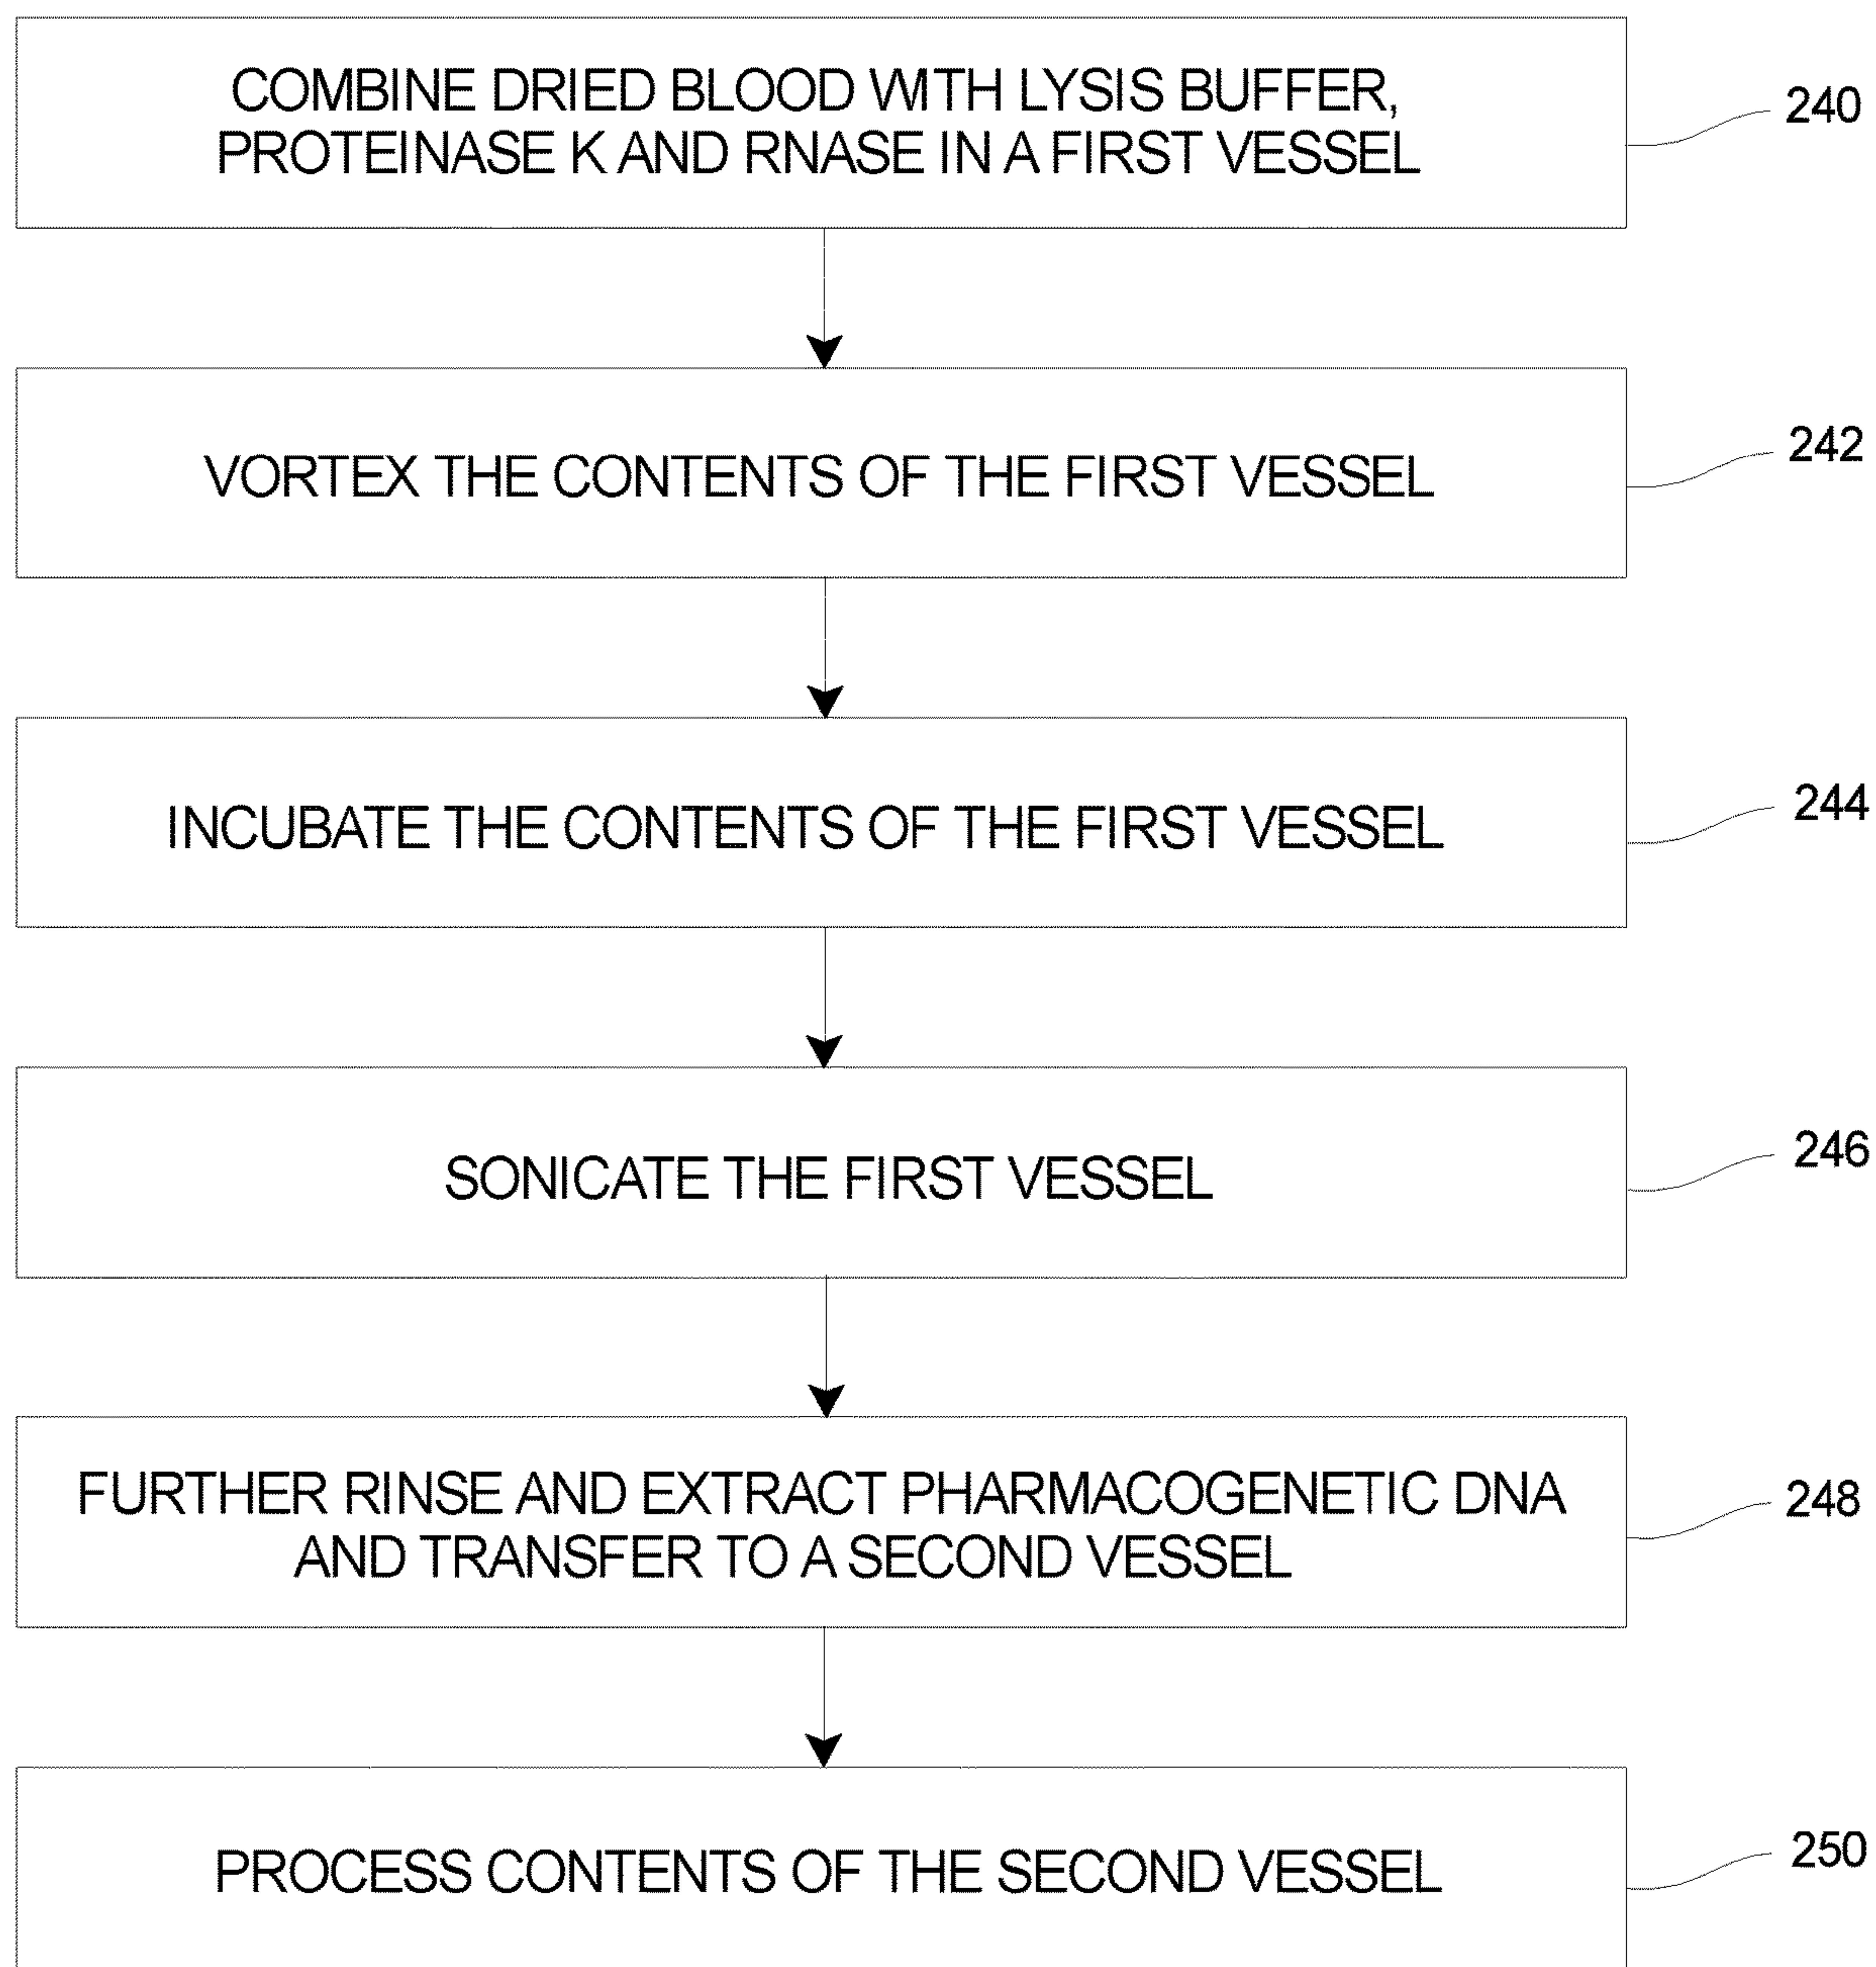 COMBINE DRIED BLOOD WITH LYSIS BUFFER,
PROTEINASE K AND RNASE IN A FIRST VESSEL
240
VORTEX THE CONTENTS OF THE FIRST VESSEL
242
INCUBATE THE CONTENTS OF THE FIRST VESSEL
244
SONICATE THE FIRST VESSEL
246
FURTHER RINSE AND EXTRACT PHARMACOGENETIC DNA
AND TRANSFER TO A SECOND VESSEL
248
PROCESS CONTENTS OF THE SECOND VESSEL
250